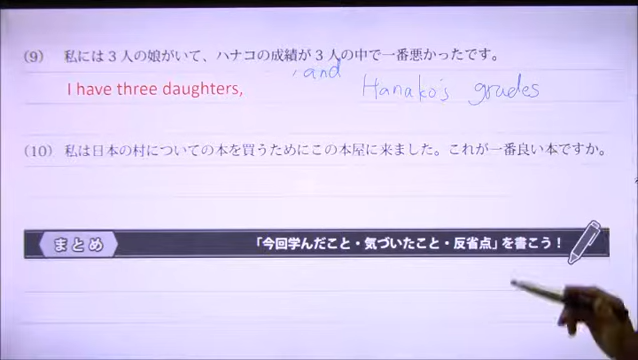 (9) 私には3人の娘がいて、ハナコの成績が3人の中で一番悪かったです。
, and
I have three daughters, Hanako's grades
(10) 私は日本の村についての本を買うためにこの本屋に来ました。これが一番良い本ですか。
まとめ 「今回学んだこと・気づいたこと・反省点」を書こう!